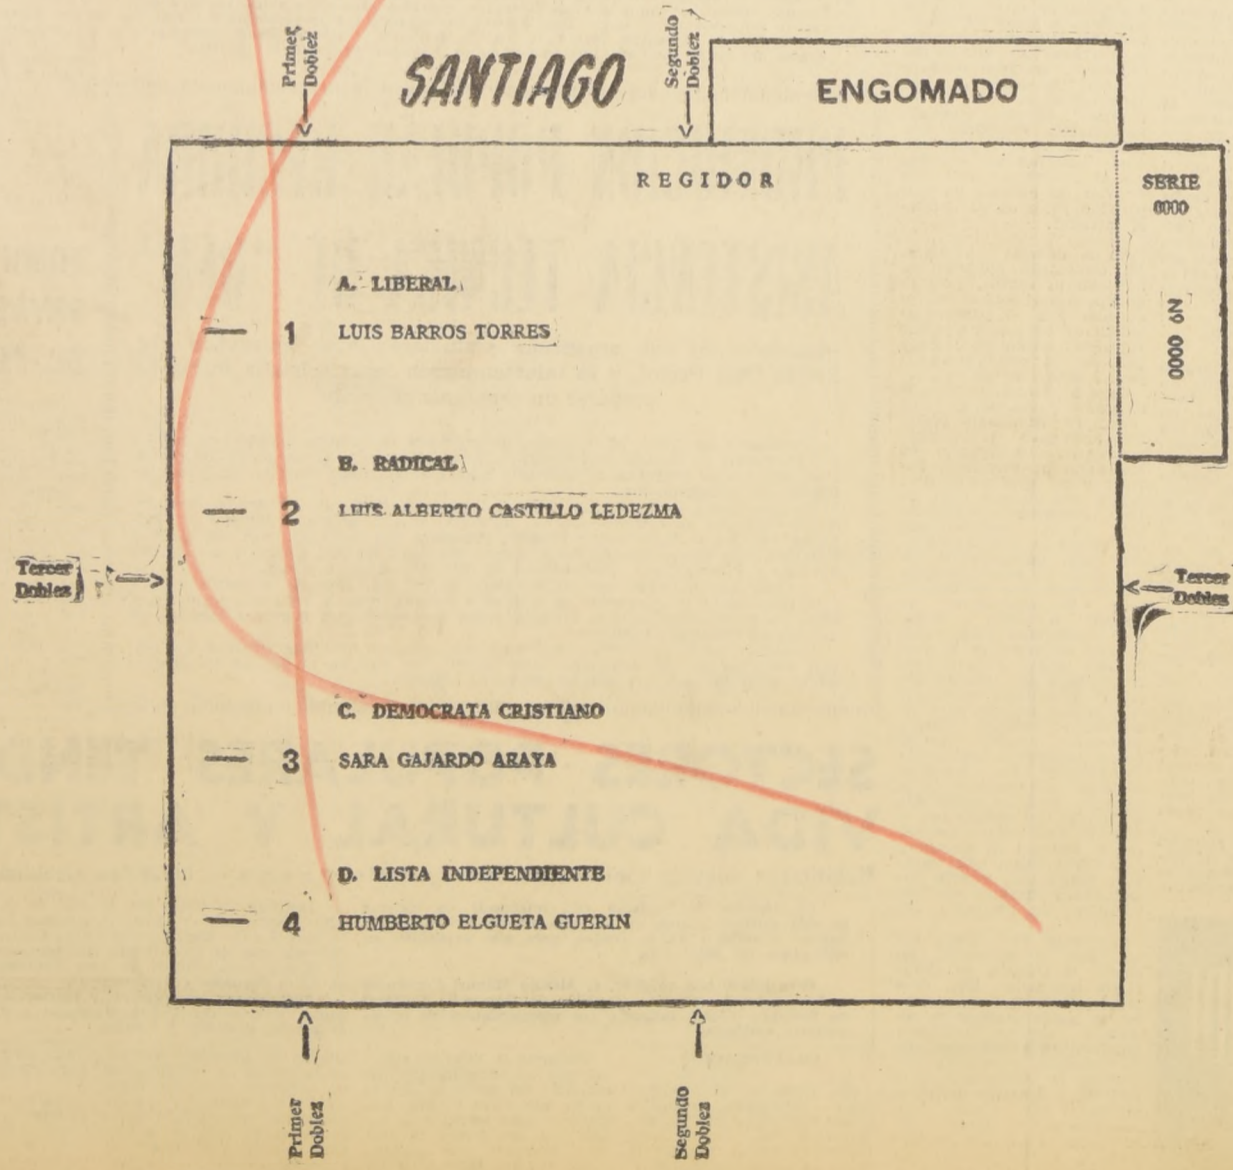 Primer
Doblez
SANTIAGO
Segundo
Doblez
ENGOMADO
REGIDOR
SERIE
0000
Nº 0000
A. LIBERAL
1 LUIS BARROS TORRES
B. RADICAL
2 LUIS ALBERTO CASTILLO LEDEZMA
Tercer
Doblez
Tercer
Doblez
C. DEMOCRATA CRISTIANO
3 SARA GAJARDO ARAYA
D. LISTA INDEPENDIENTE
4 HUMBERTO ELGUETA GUERIN
Primer
Doblez
Segundo
Doblez